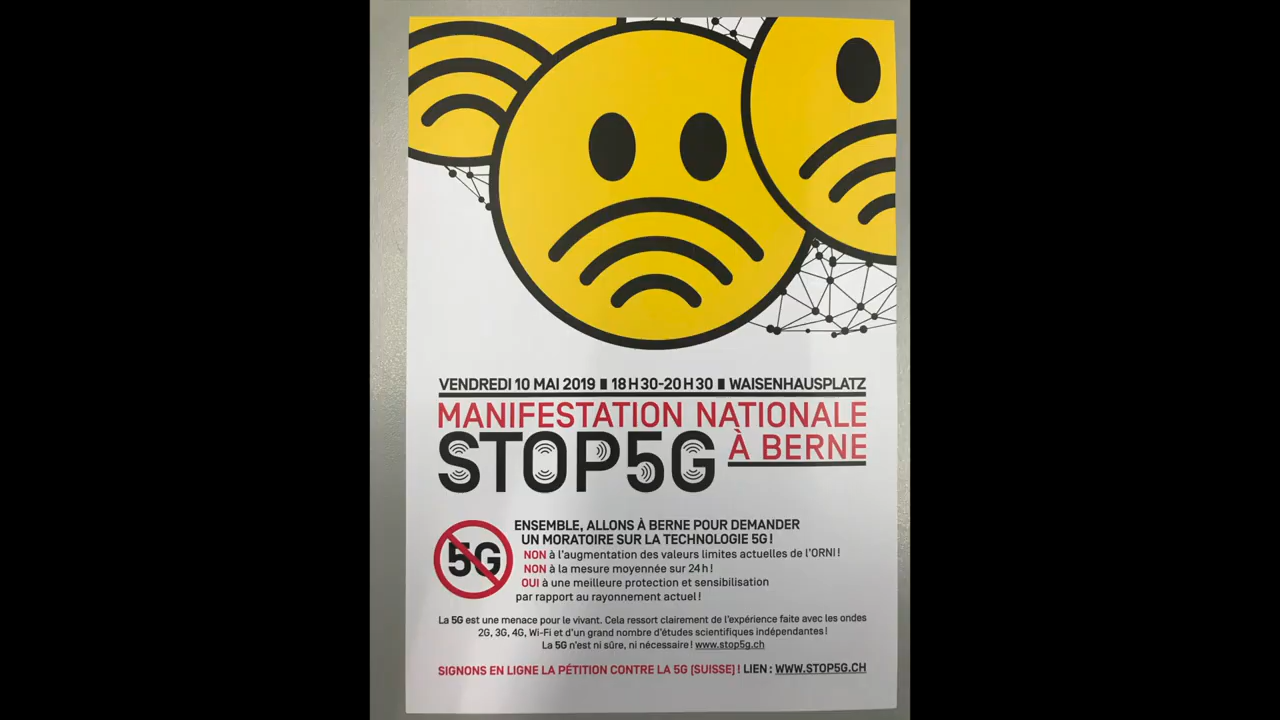 VENDREDI 10 MAI 2019 ∎ 18 H 30-20 H 30 ∎ WAISENHAUSPLATZ
MANIFESTATION NATIONALE
STOP5G À BERNE
ENSEMBLE, ALLONS À BERNE POUR DEMANDER
UN MORATOIRE SUR LA TECHNOLOGIE 5G !
5G
NON à l'augmentation des valeurs limites actuelles de l'ORNI !
NON à la mesure moyennée sur 24 h !
OUI à une meilleure protection et sensibilisation
par rapport au rayonnement actuel !
La 5G est une menace pour le vivant. Cela ressort clairement de l'expérience faite avec les ondes
2G, 3G, 4G, Wi-Fi et d'un grand nombre d'études scientifiques indépendantes !
La 5G n'est ni sûre, ni nécessaire ! www.stop5g.ch
SIGNONS EN LIGNE LA PÉTITION CONTRE LA 5G (SUISSE) ! LIEN : WWW.STOP5G.CH